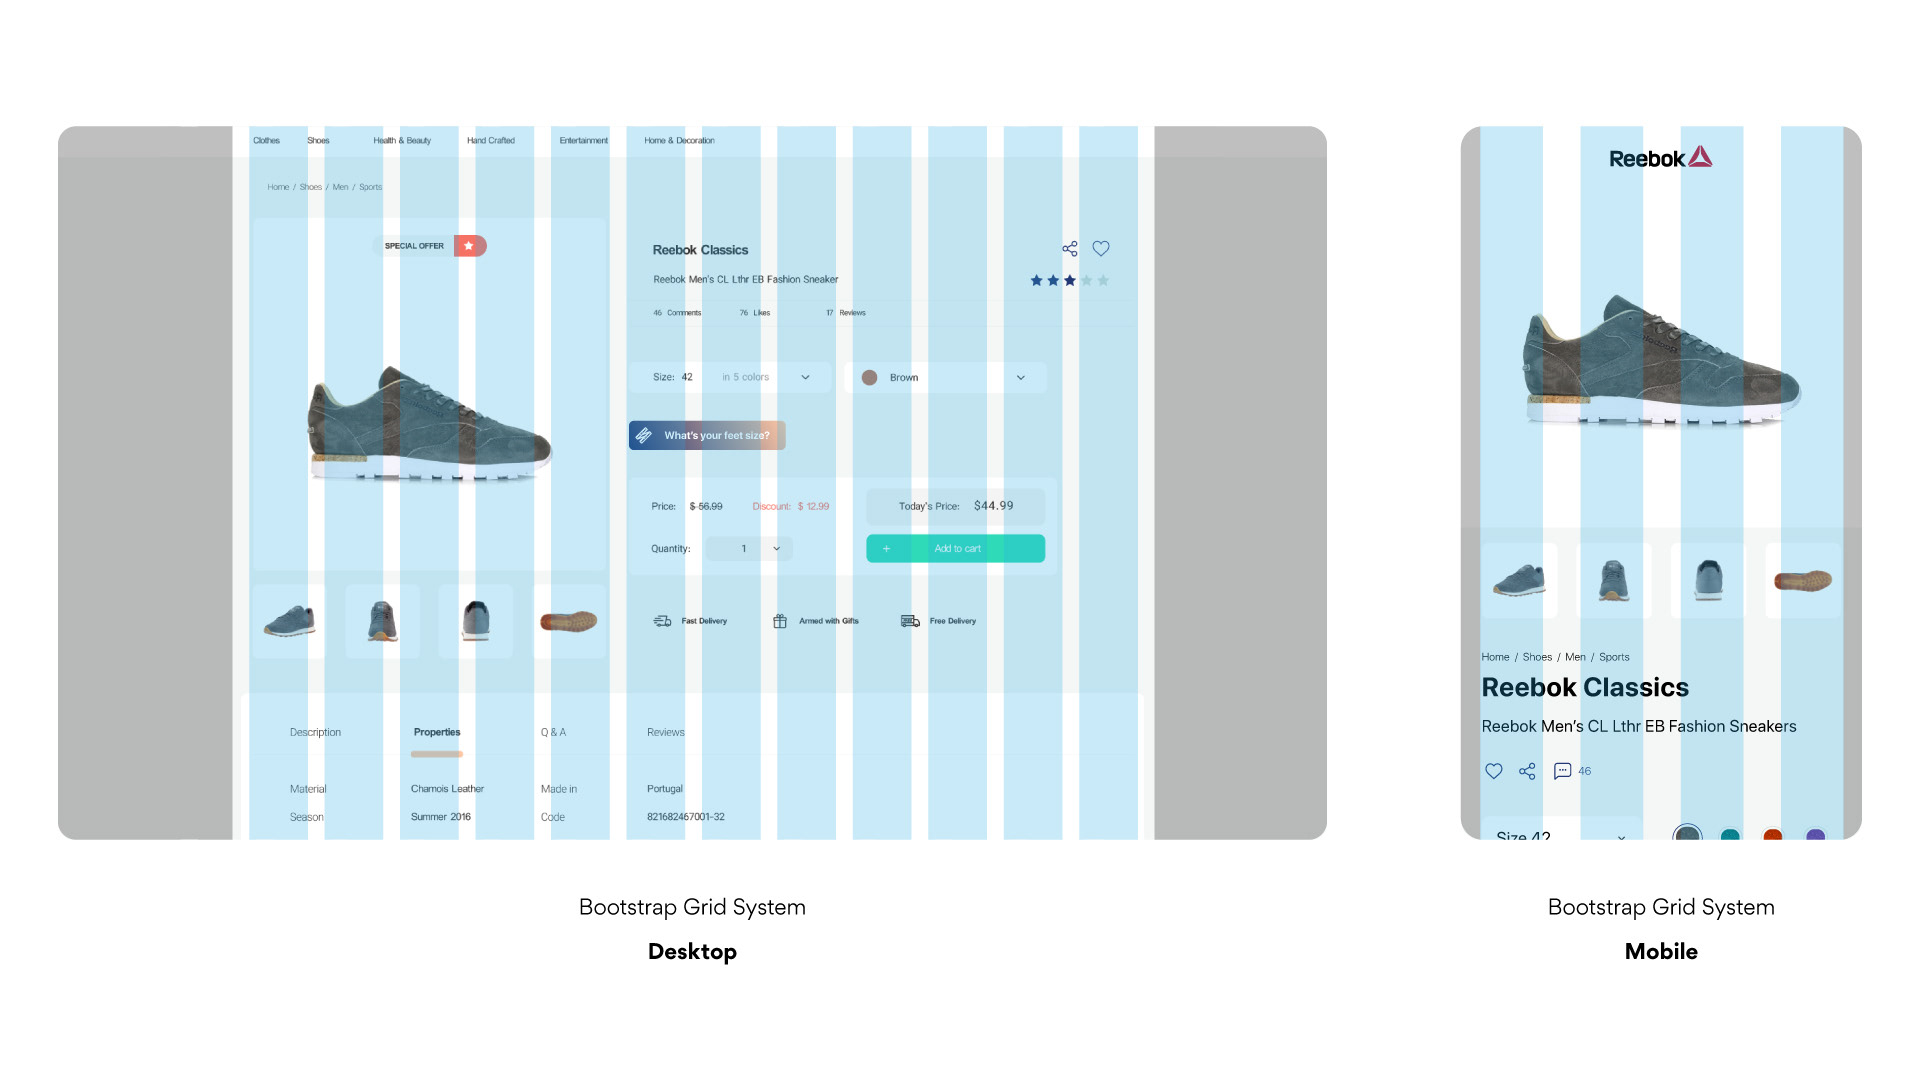 Clothes Shoes Health & Beauty Hand Crafted Entertainment Home & Decoration
Home / Shoes / Men / Sports
SPECIAL OFFER
Reebok Classics
Reebok Men's CL Lthr EB Fashion Sneaker
46 Comments 76 Likes 17 Reviews
Size: 42 in 5 colors Brown
What's your feet size?
Price: $ 56.99 Discount: $ 12.99 Today's Price: $44.99
Quantity: 1 + Add to cart
Fast Delivery Armed with Gifts Free Delivery
Description Properties Q & A Reviews
Material Chamois Leather Made in Portugal
Season Summer 2016 Code 821682467001-32
Bootstrap Grid System
Desktop
Reebok
Home / Shoes / Men / Sports
Reebok Classics
Reebok Men's CL Lthr EB Fashion Sneakers
46
Size 42
Bootstrap Grid System
Mobile